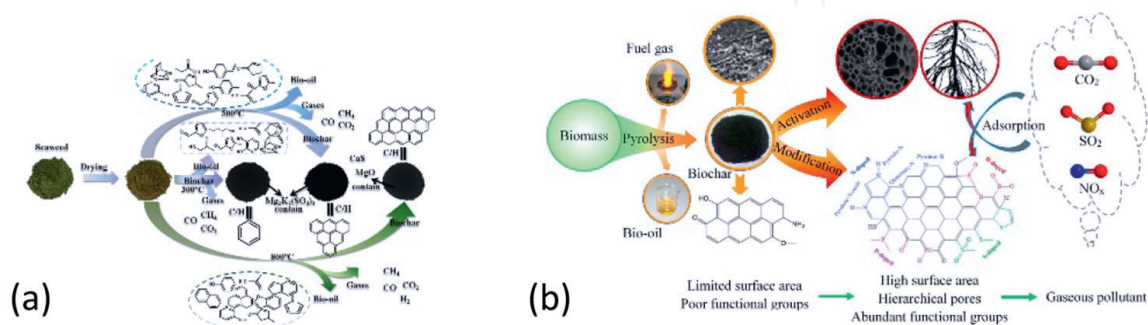 Bio-oil
500°C
Gases
CH₄
CO
CO₂
Biochar
C/H
Seaweed
Drying
Bio-oil
Biochar
300°C
Gases
CH₄
CO
CO₂
C/H
CaS
MgO
contain
contain
C/H
Biochar
800°C
Gases
CH₄
CO
CO₂
H₂
Bio-oil
(a)
Fuel gas
Biomass
Pyrolysis
Bio-oil
Biochar
Activation
Modification
HO
NH₂
Adsorption
CO₂
SO₂
NOₓ
Limited surface area
Poor functional groups
High surface area
Hierarchical pores
Abundant functional groups
Gaseous pollutant
(b)